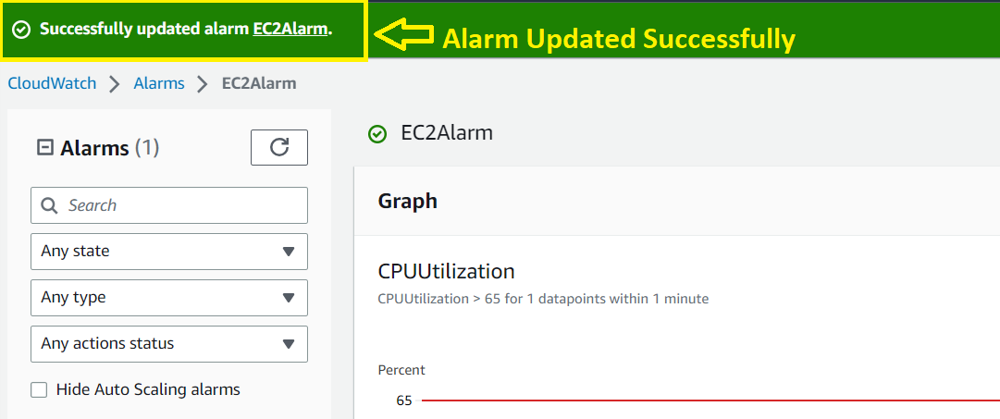 Successfully updated alarm EC2Alarm.
Alarm Updated Successfully
CloudWatch > Alarms > EC2Alarm
Alarms (1)
Search
Any state
Any type
Any actions status
Hide Auto Scaling alarms
EC2Alarm
Graph
CPUUtilization
CPUUtilization > 65 for 1 datapoints within 1 minute
Percent
65